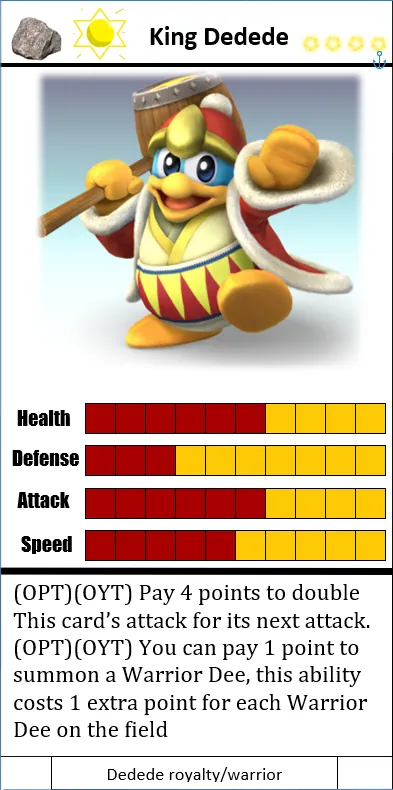 King Dedede
Health
Defense
Attack
Speed
(OPT)(OYT) Pay 4 points to double
This card’s attack for its next attack.
(OPT)(OYT) You can pay 1 point to
summon a Warrior Dee, this ability
costs 1 extra point for each Warrior
Dee on the field
Dedede royalty/warrior